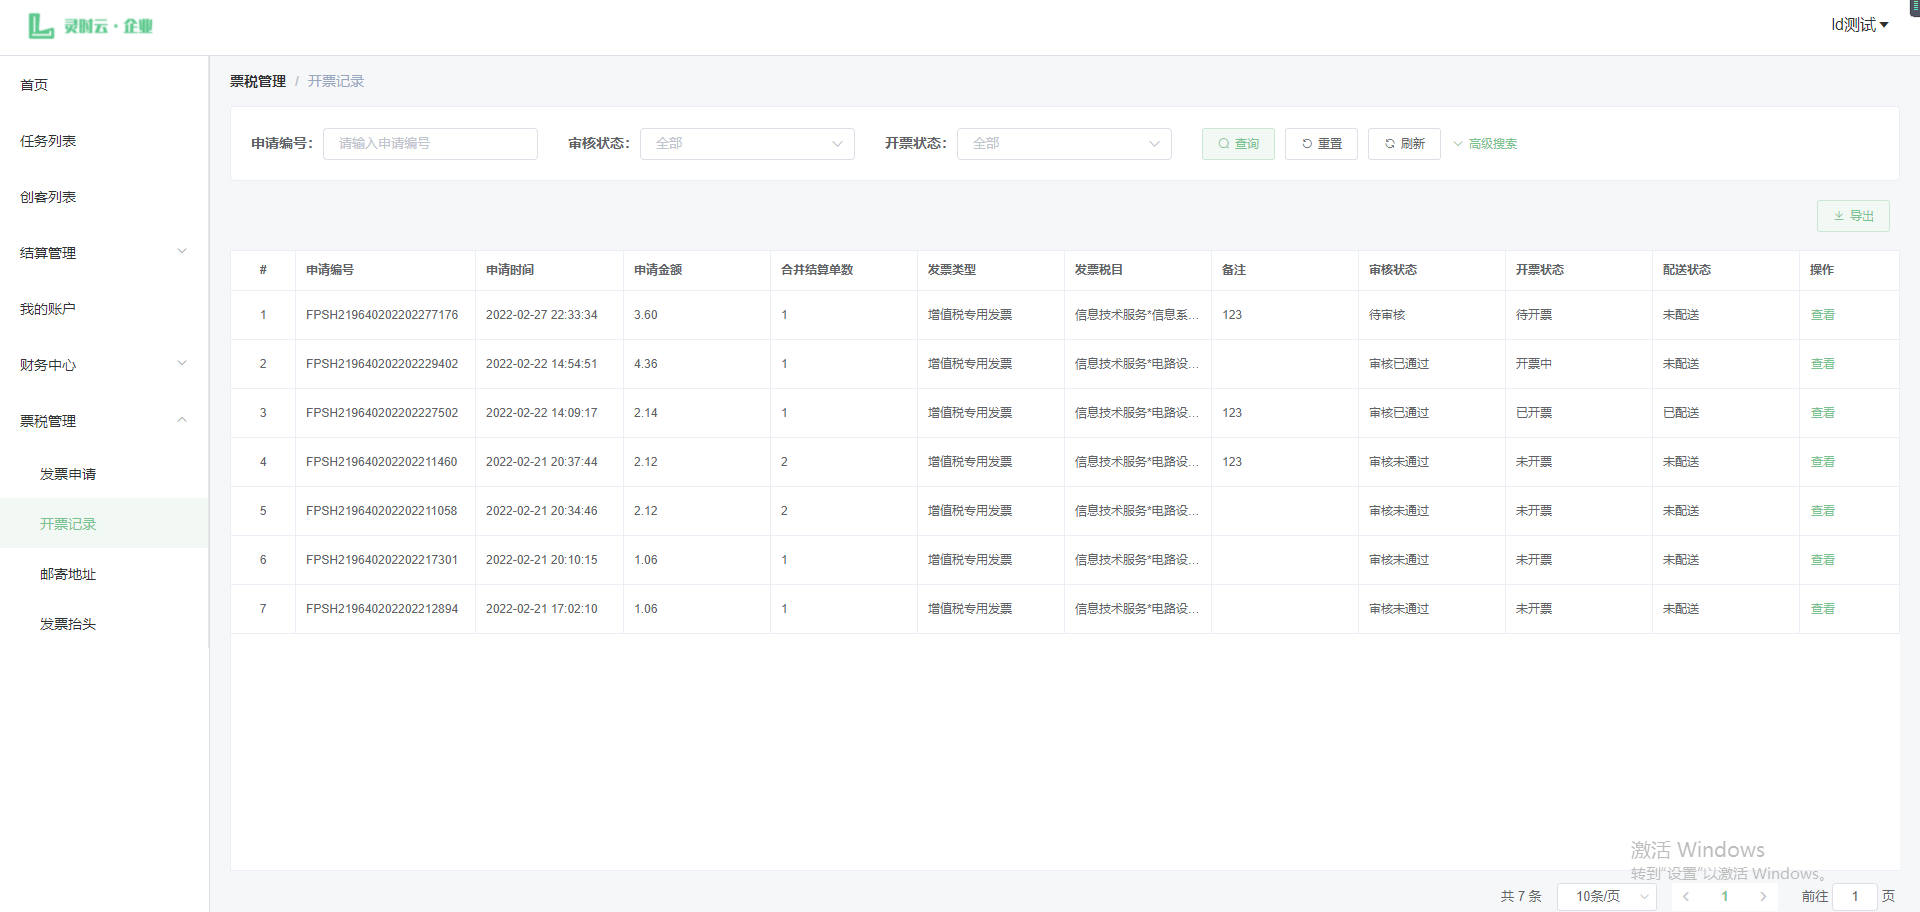 灵时云·企业
ld测试
首页
任务列表
创客列表
结算管理
我的账户
财务中心
票税管理
发票申请
开票记录
邮寄地址
发票抬头
票税管理 / 开票记录
申请编号： 请输入申请编号 审核状态： 全部 开票状态： 全部 查询 重置 刷新 高级搜索
导出
# 申请编号 申请时间 申请金额 合并结算单数 发票类型 发票税目 备注 审核状态 开票状态 配送状态 操作
1 FPSH219640202202277176 2022-02-27 22:33:34 3.60 1 增值税专用发票 信息技术服务*信息系... 123 待审核 待开票 未配送 查看
2 FPSH219640202202229402 2022-02-22 14:54:51 4.36 1 增值税专用发票 信息技术服务*电路设... 审核已通过 开票中 未配送 查看
3 FPSH219640202202227502 2022-02-22 14:09:17 2.14 1 增值税专用发票 信息技术服务*电路设... 123 审核已通过 已开票 已配送 查看
4 FPSH219640202202211460 2022-02-21 20:37:44 2.12 2 增值税专用发票 信息技术服务*电路设... 123 审核未通过 未开票 未配送 查看
5 FPSH219640202202211058 2022-02-21 20:34:46 2.12 2 增值税专用发票 信息技术服务*电路设... 审核未通过 未开票 未配送 查看
6 FPSH219640202202217301 2022-02-21 20:10:15 1.06 1 增值税专用发票 信息技术服务*电路设... 审核未通过 未开票 未配送 查看
7 FPSH219640202202212894 2022-02-21 17:02:10 1.06 1 增值税专用发票 信息技术服务*电路设... 审核未通过 未开票 未配送 查看
激活 Windows
转到"设置"以激活 Windows。
共 7 条 10条/页 1 前往 1 页